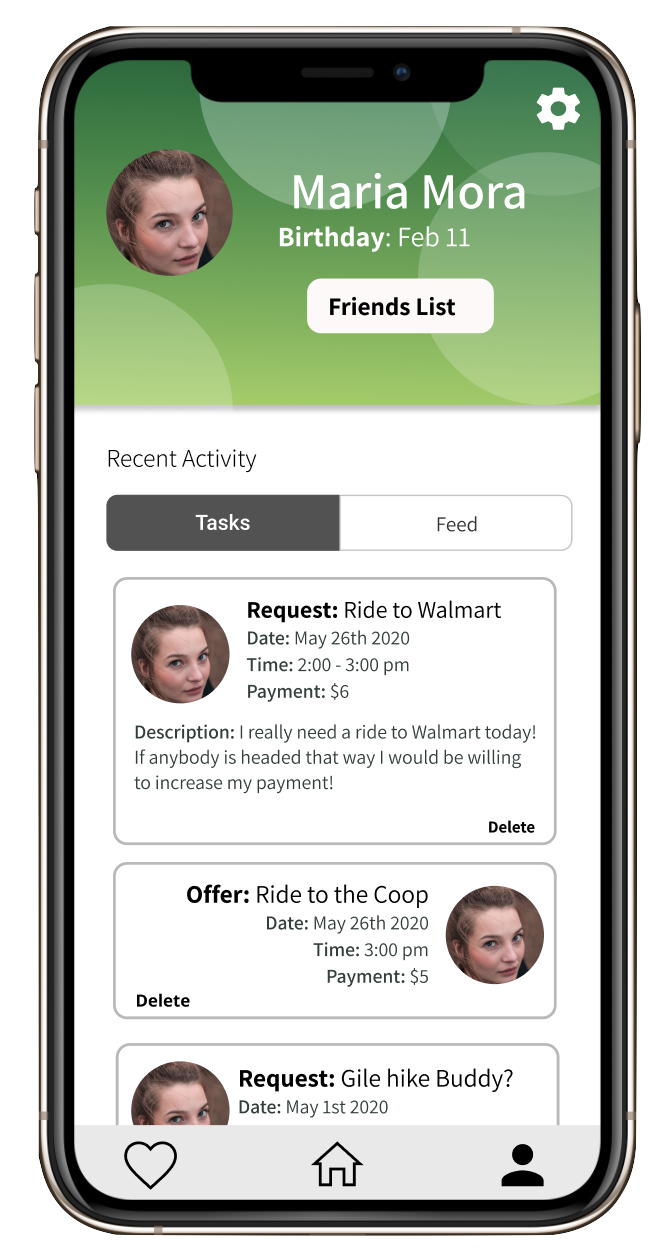 Maria Mora
Birthday: Feb 11
Friends List
Recent Activity
Tasks
Feed
Request: Ride to Walmart
Date: May 26th 2020
Time: 2:00 - 3:00 pm
Payment: $6
Description: I really need a ride to Walmart today!
If anybody is headed that way I would be willing
to increase my payment!
Delete
Offer: Ride to the Coop
Date: May 26th 2020
Time: 3:00 pm
Payment: $5
Delete
Request: Gile hike Buddy?
Date: May 1st 2020